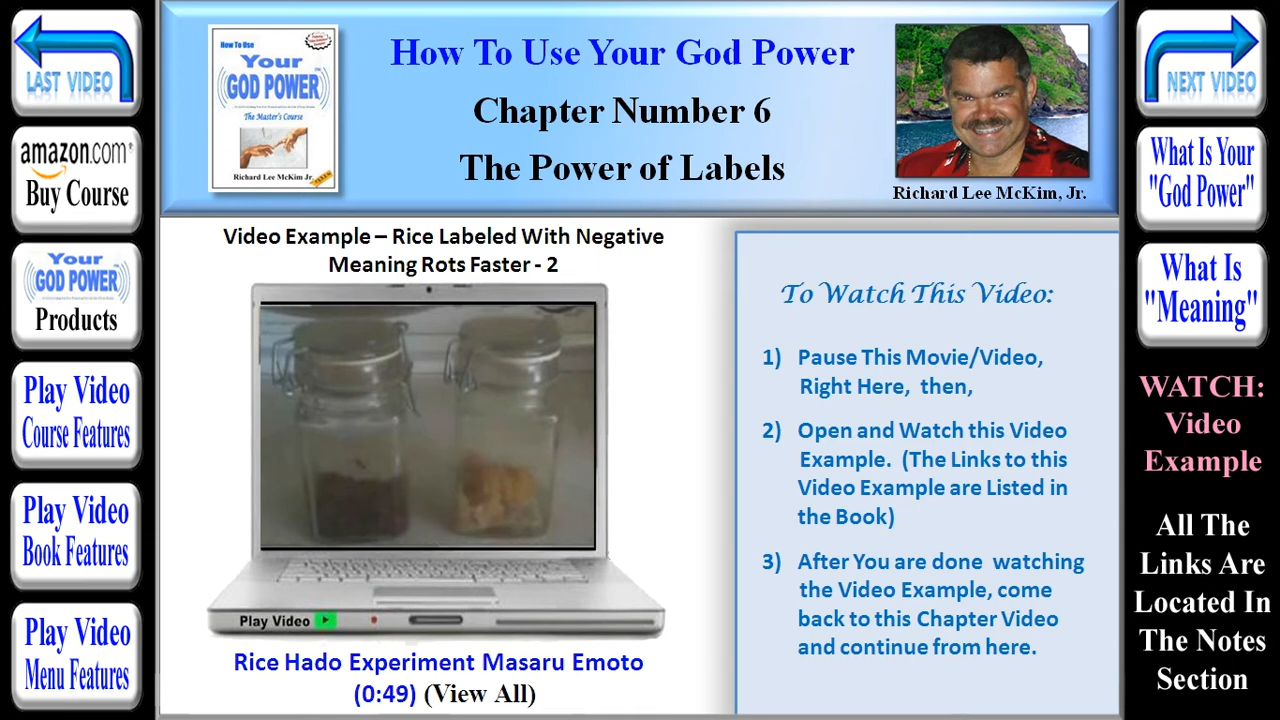 LAST VIDEO
amazon.com
Buy Course
Your
GOD POWER
Products
Play Video
Course Features
Play Video
Book Features
Play Video
Menu Features
How To Use
Your
GOD POWER
The Master's Course
Richard Lee McKim Jr.
How To Use Your God Power
Chapter Number 6
The Power of Labels
Richard Lee McKim, Jr.
Video Example – Rice Labeled With Negative
Meaning Rots Faster - 2
Play Video
Rice Hado Experiment Masaru Emoto
(0:49) (View All)
To Watch This Video:
1) Pause This Movie/Video,
Right Here, then,
2) Open and Watch this Video
Example. (The Links to this
Video Example are Listed in
the Book)
3) After You are done watching
the Video Example, come
back to this Chapter Video
and continue from here.
NEXT VIDEO
What Is Your
"God Power"
What Is
"Meaning"
WATCH:
Video
Example
All The
Links Are
Located In
The Notes
Section